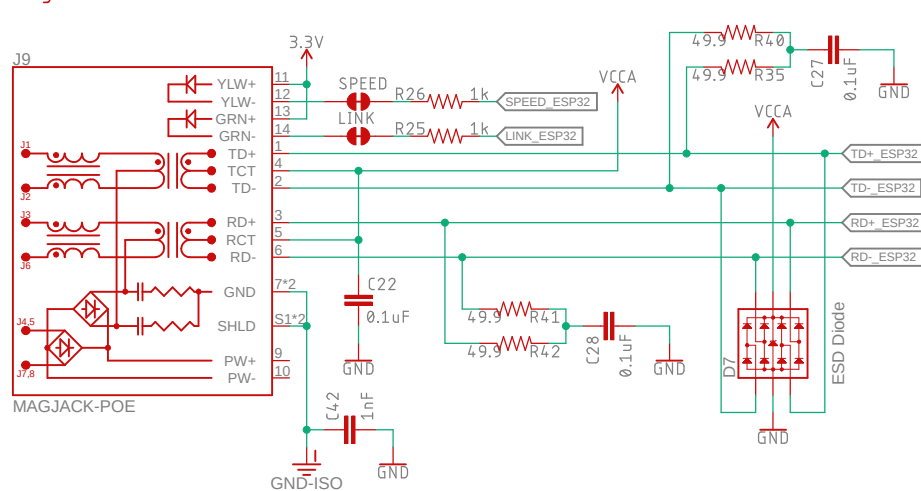 J9
3.3V
YLW+
11
YLW-
12
GRN+
13
GRN-
14
SPEED
R26
1k
SPEED_ESP32
LINK
R25
1k
LINK_ESP32
VCCA
49.9
R40
49.9
R35
C27
0.1uF
GND
VCCA
J1
TD+
1
TD+_ESP32
TCT
4
J2
TD-
2
TD-_ESP32
J3
RD+
3
RD+_ESP32
RCT
5
J6
RD-
6
RD-_ESP32
GND
7*2
C22
0.1uF
GND
SHLD
S1*2
J4,5
J7,8
PW+
9
PW-
10
MAGJACK-POE
49.9
R41
49.9
R42
C28
0.1uF
GND
D7
ESD Diode
GND
C42
1nF
GND
GND-ISO